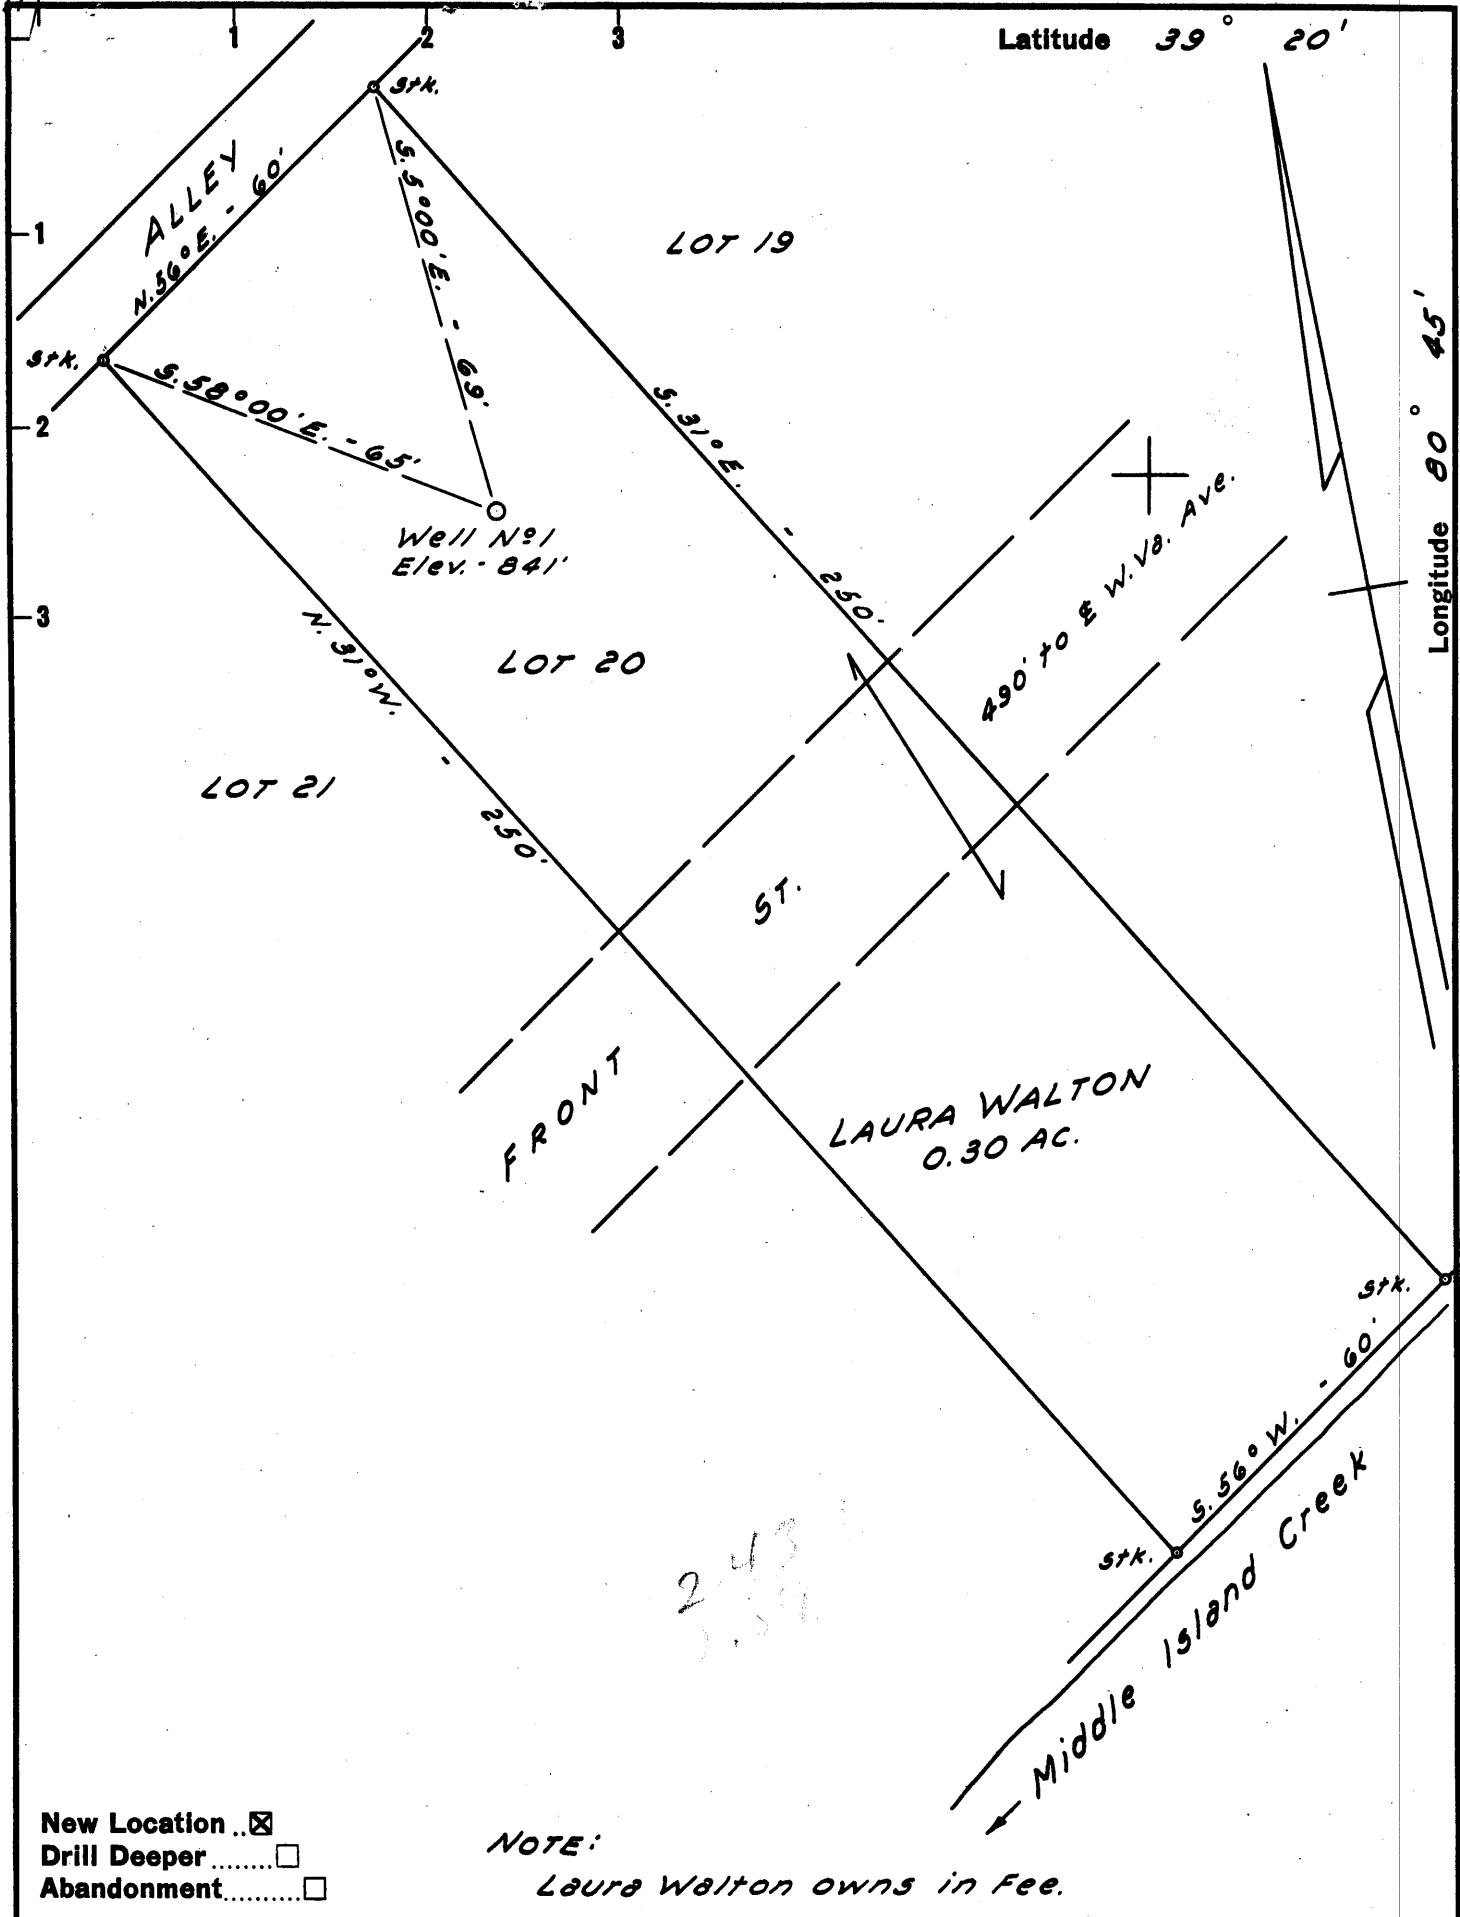 1
2
3
Latitude 39° 20'
stk.
ALLEY
N. 56° E. - 60'
S. 5°00' E. - 69'
1
LOT 19
Longitude 80° 45'
stk.
S. 58°00' E. - 65'
S. 31° E. - 250'
2
490' to ℄ W. Va. Ave.
Well Nº 1
Elev. - 841'
3
N. 31° W. - 250'
LOT 20
LOT 21
FRONT ST.
LAURA WALTON
0.30 AC.
stk.
S. 56° W. - 60'
stk.
Middle Island Creek
2.43
New Location ..☒
Drill Deeper ........☐
Abandonment..........☐
NOTE:
Laura Walton owns in Fee.